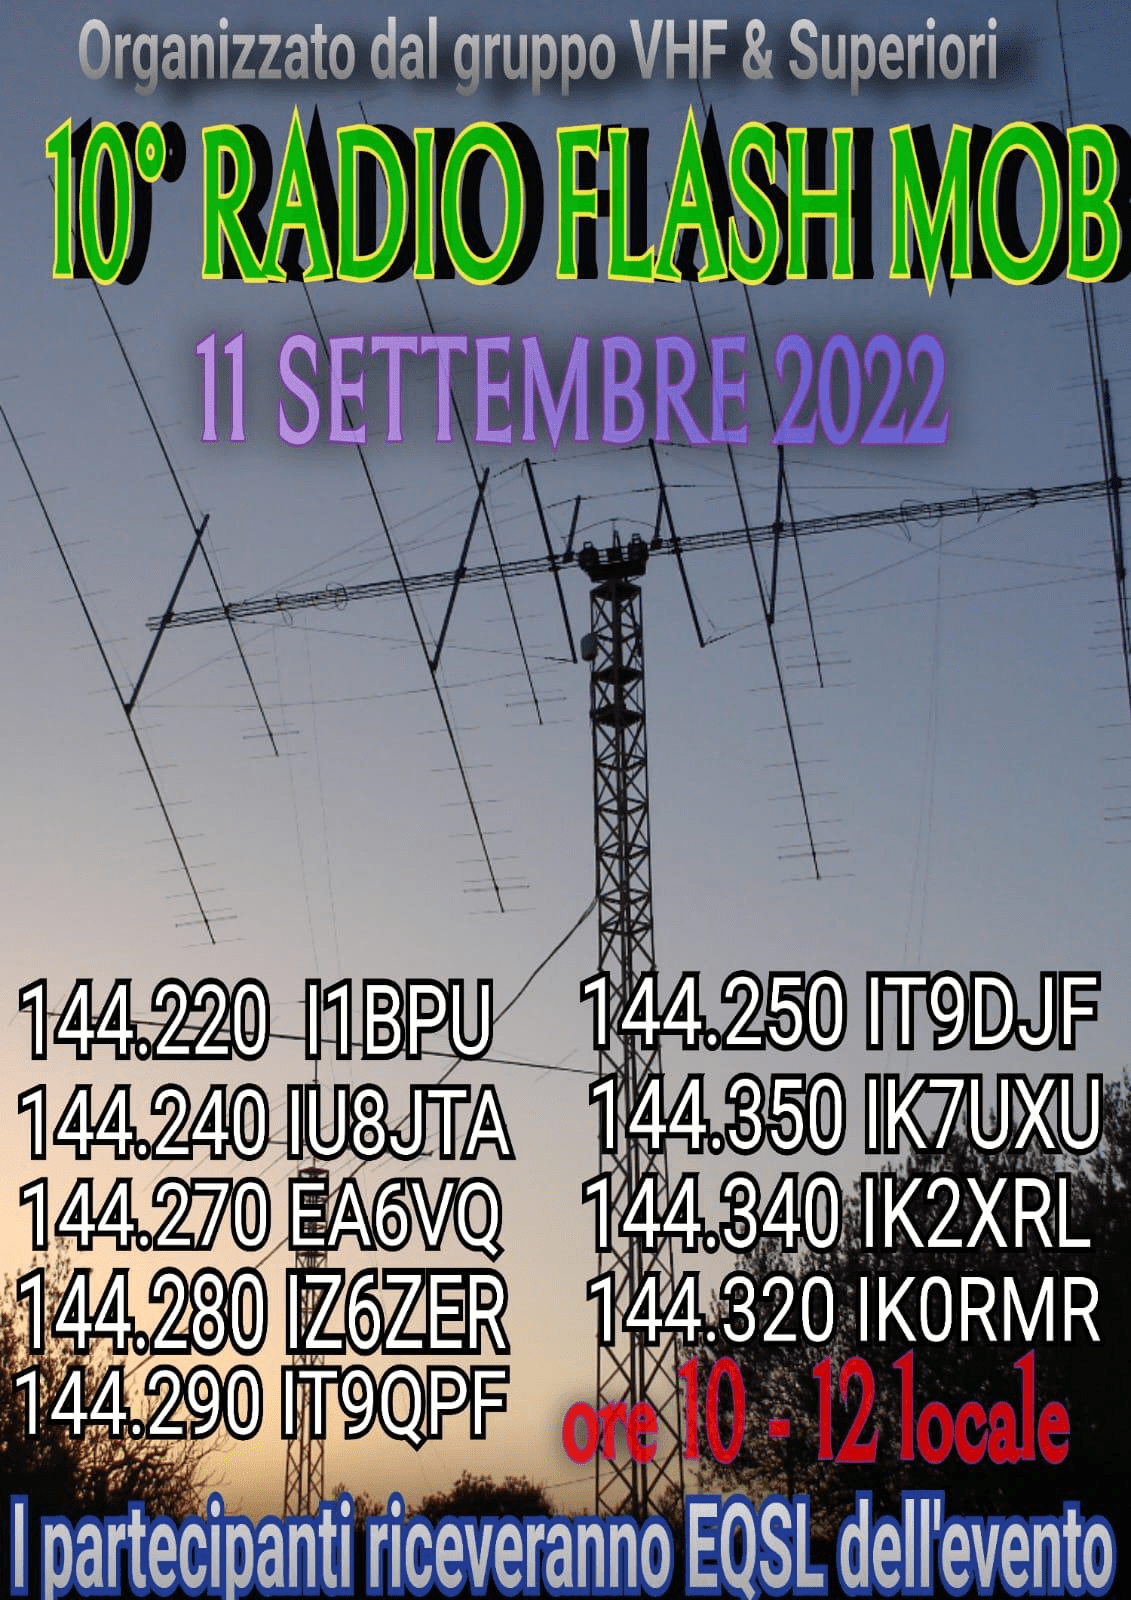 Organizzato dal gruppo VHF & Superiori
10° RADIO FLASH MOB
11 SETTEMBRE 2022
144.220 I1BPU
144.240 IU8JTA
144.270 EA6VQ
144.280 IZ6ZER
144.290 IT9QPF
144.250 IT9DJF
144.350 IK7UXU
144.340 IK2XRL
144.320 IK0RMR
ore 10 - 12 locale
I partecipanti riceveranno EQSL dell'evento